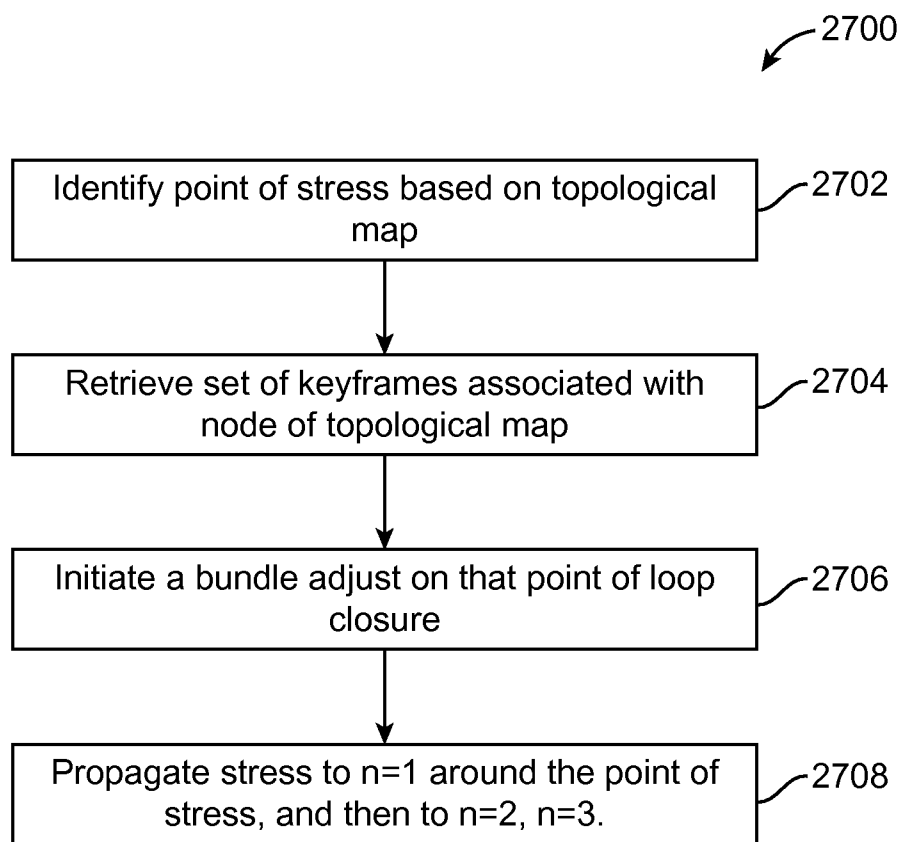 2700
Identify point of stress based on topological
map
2702
Retrieve set of keyframes associated with
node of topological map
2704
Initiate a bundle adjust on that point of loop
closure
2706
Propagate stress to n=1 around the point of
stress, and then to n=2, n=3.
2708